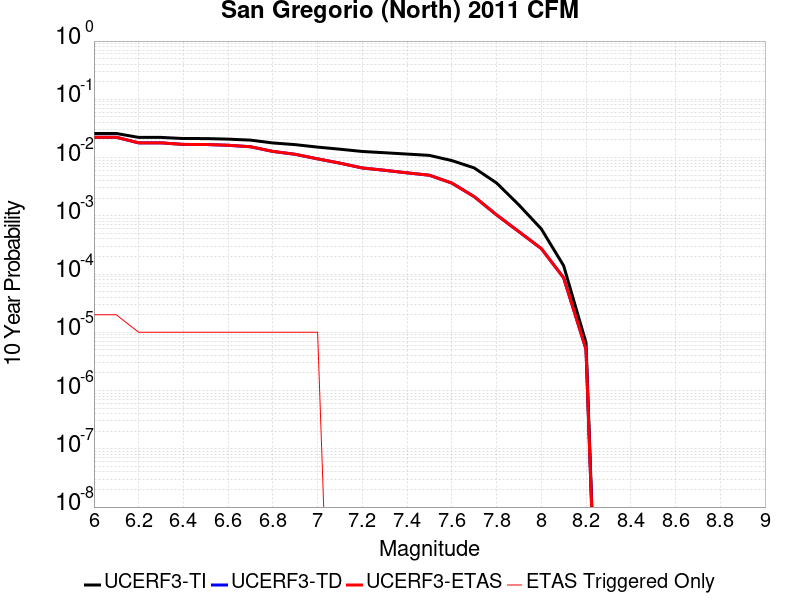 San Gregorio (North) 2011 CFM
10 Year Probability
10^0
10^-1
10^-2
10^-3
10^-4
10^-5
10^-6
10^-7
10^-8
6 6.2 6.4 6.6 6.8 7 7.2 7.4 7.6 7.8 8 8.2 8.4 8.6 8.8 9
Magnitude
UCERF3-TI UCERF3-TD UCERF3-ETAS ETAS Triggered Only